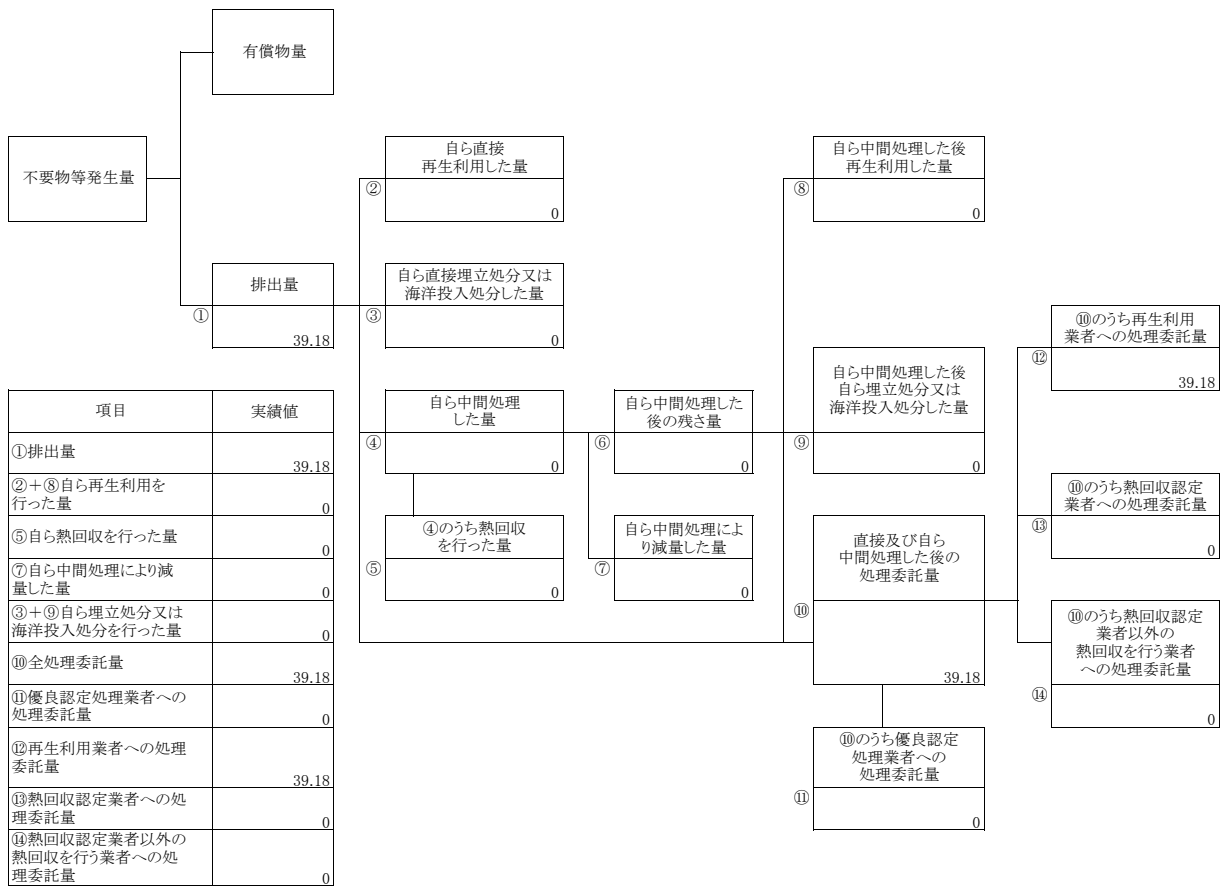 有償物量
不要物等発生量
排出量
①
39.18
自ら直接
再生利用した量
②
0
自ら直接埋立処分又は
海洋投入処分した量
③
0
自ら中間処理
した量
④
0
④のうち熱回収
を行った量
⑤
0
自ら中間処理した
後の残さ量
⑥
0
自ら中間処理によ
り減量した量
⑦
0
自ら中間処理した後
再生利用した量
⑧
0
自ら中間処理した後
自ら埋立処分又は
海洋投入処分した量
⑨
0
直接及び自ら
中間処理した後の
処理委託量
⑩
39.18
⑩のうち優良認定
処理業者への
処理委託量
⑪
0
⑩のうち再生利用
業者への処理委託量
⑫
39.18
⑩のうち熱回収認定
業者への処理委託量
⑬
0
⑩のうち熱回収認定
業者以外の
熱回収を行う業者
への処理委託量
⑭
0
項目 実績値
①排出量
39.18
②+⑧自ら再生利用を
行った量
0
⑤自ら熱回収を行った量
0
⑦自ら中間処理により減
量した量
0
③+⑨自ら埋立処分又は
海洋投入処分を行った量
0
⑩全処理委託量
39.18
⑪優良認定処理業者への
処理委託量
0
⑫再生利用業者への処理
委託量
39.18
⑬熱回収認定業者への処
理委託量
0
⑭熱回収認定業者以外の
熱回収を行う業者への処
理委託量
0